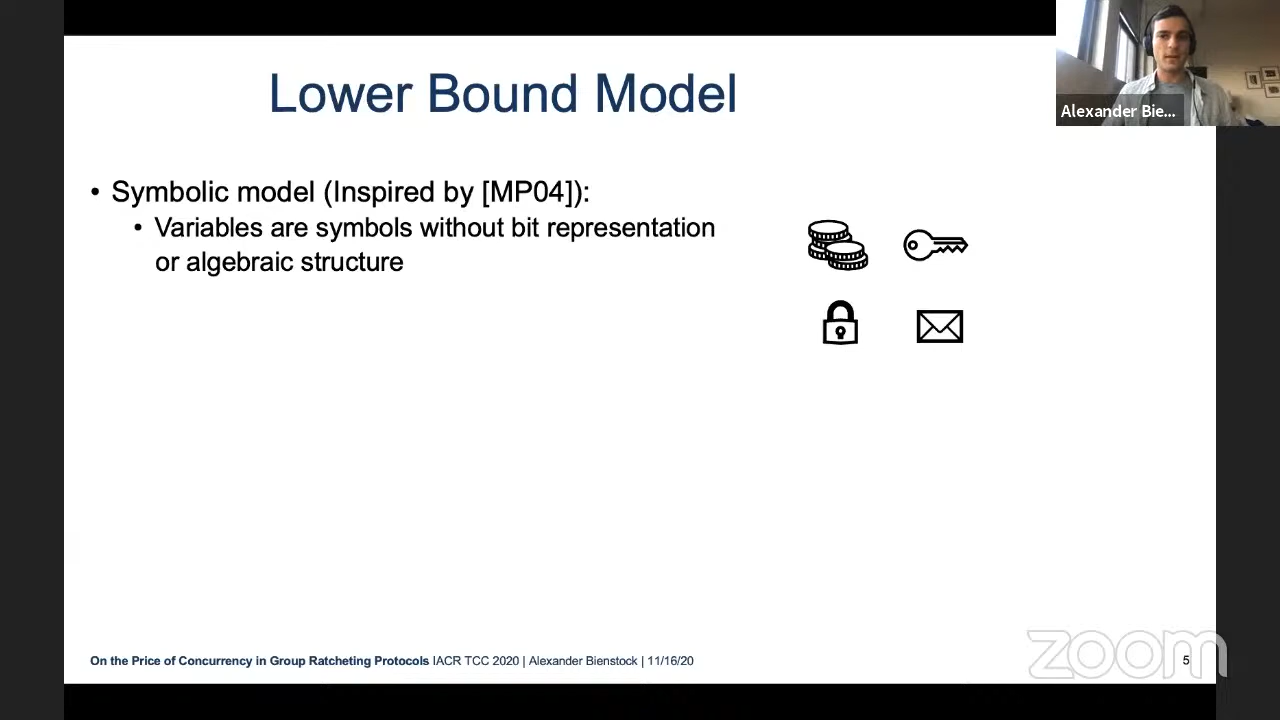 Lower Bound Model
Alexander Bie...
• Symbolic model (Inspired by [MP04]):
• Variables are symbols without bit representation
or algebraic structure
On the Price of Concurrency in Group Ratcheting Protocols IACR TCC 2020 | Alexander Bienstock | 11/16/20
5
zoom